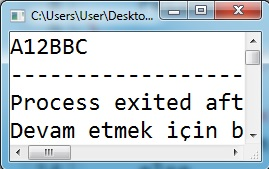 C:\Users\User\Deskto...
A12BBC
--------------------
Process exited aft
Devam etmek için b